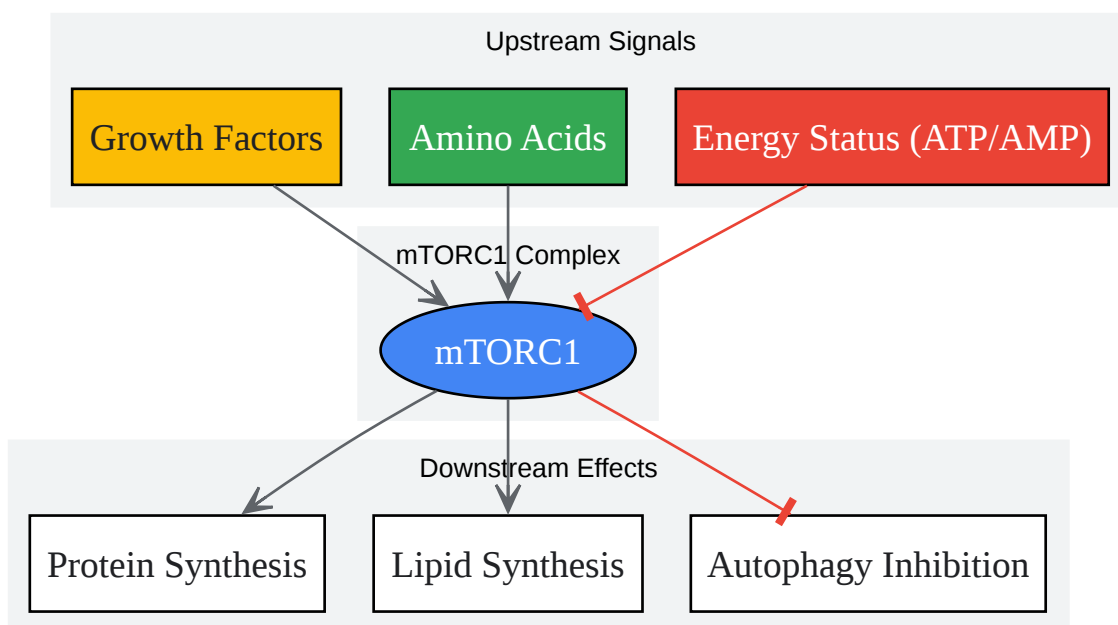 Upstream Signals
Growth Factors
Amino Acids
Energy Status (ATP/AMP)
mTORC1 Complex
mTORC1
Downstream Effects
Protein Synthesis
Lipid Synthesis
Autophagy Inhibition